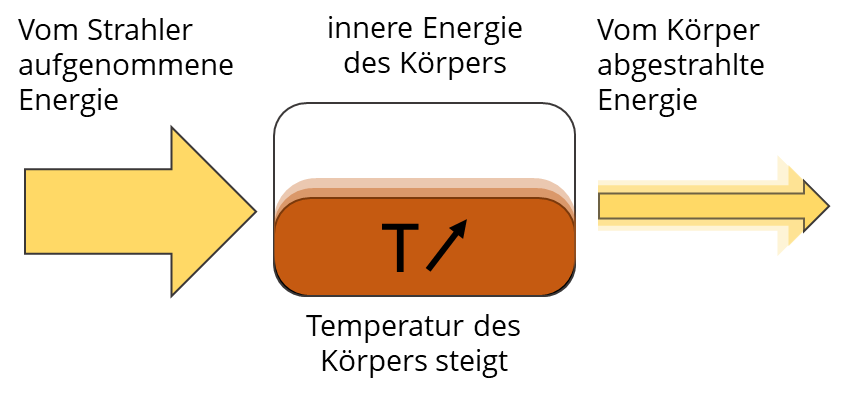 Vom Strahler
aufgenommene
Energie
innere Energie
des Körpers
Vom Körper
abgestrahlte
Energie
T
Temperatur des
Körpers steigt